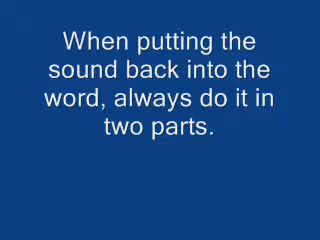 When putting the
sound back into the
word, always do it in
two parts.